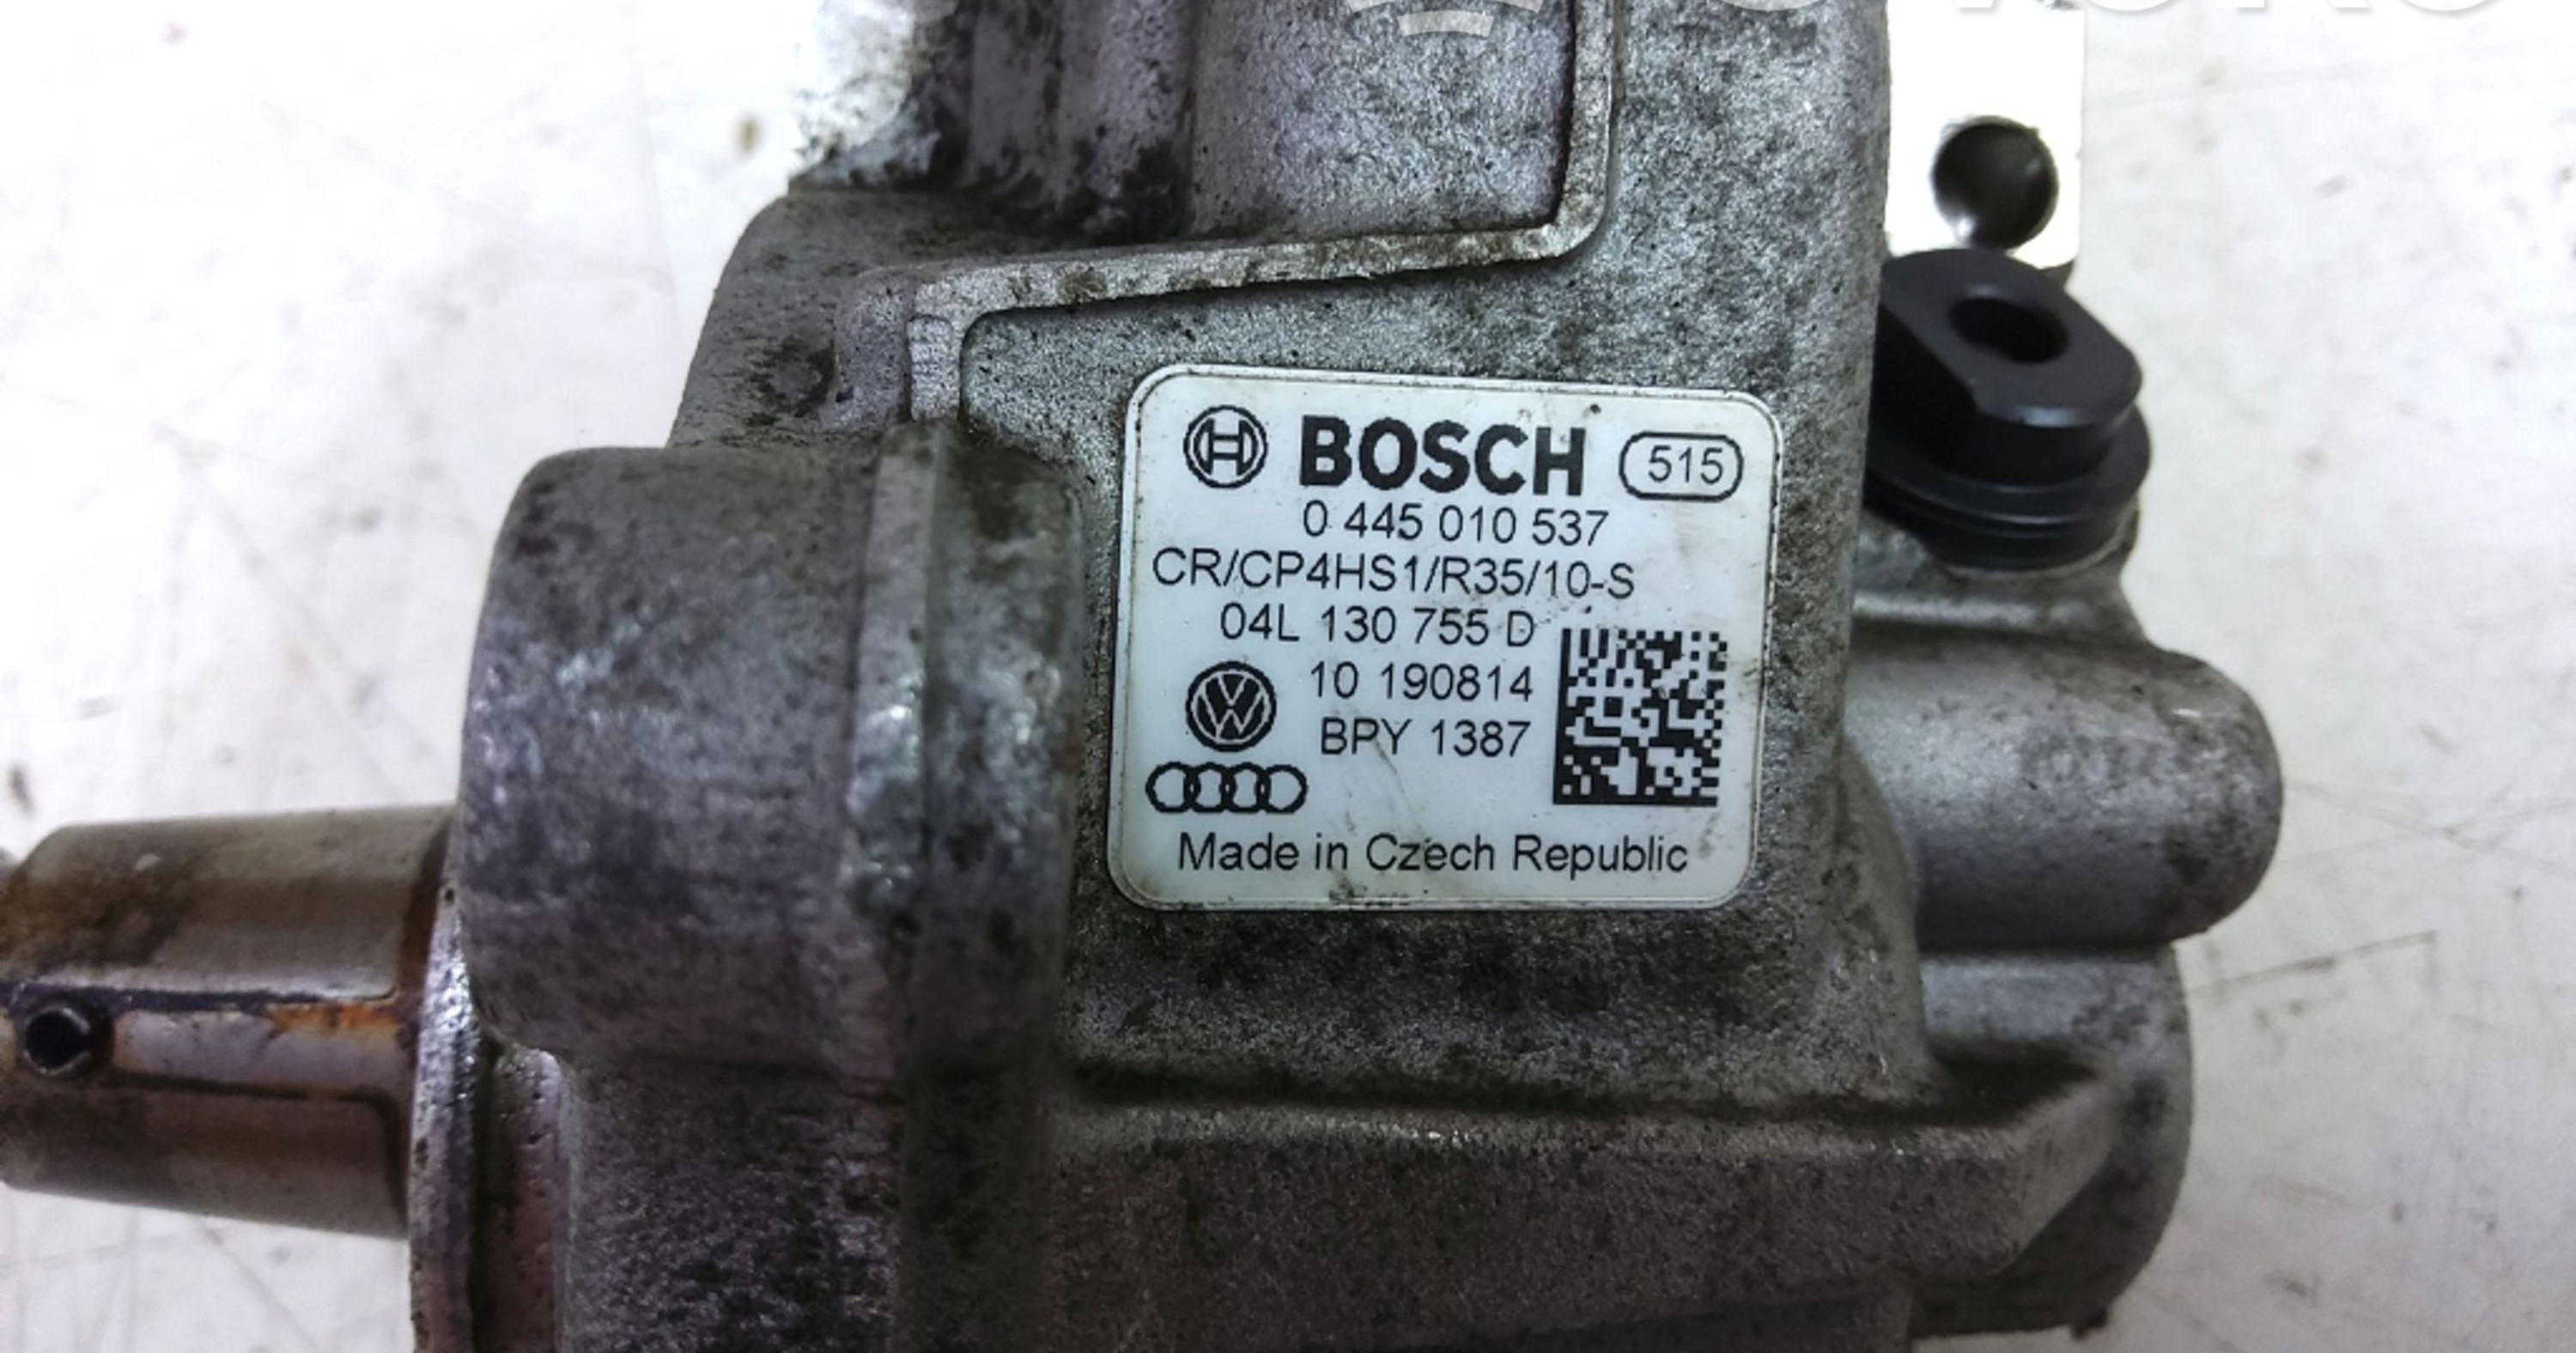 BOSCH 515
0 445 010 537
CR/CP4HS1/R35/10-S
04L 130 755 D
10 190814
BPY 1387
Made in Czech Republic